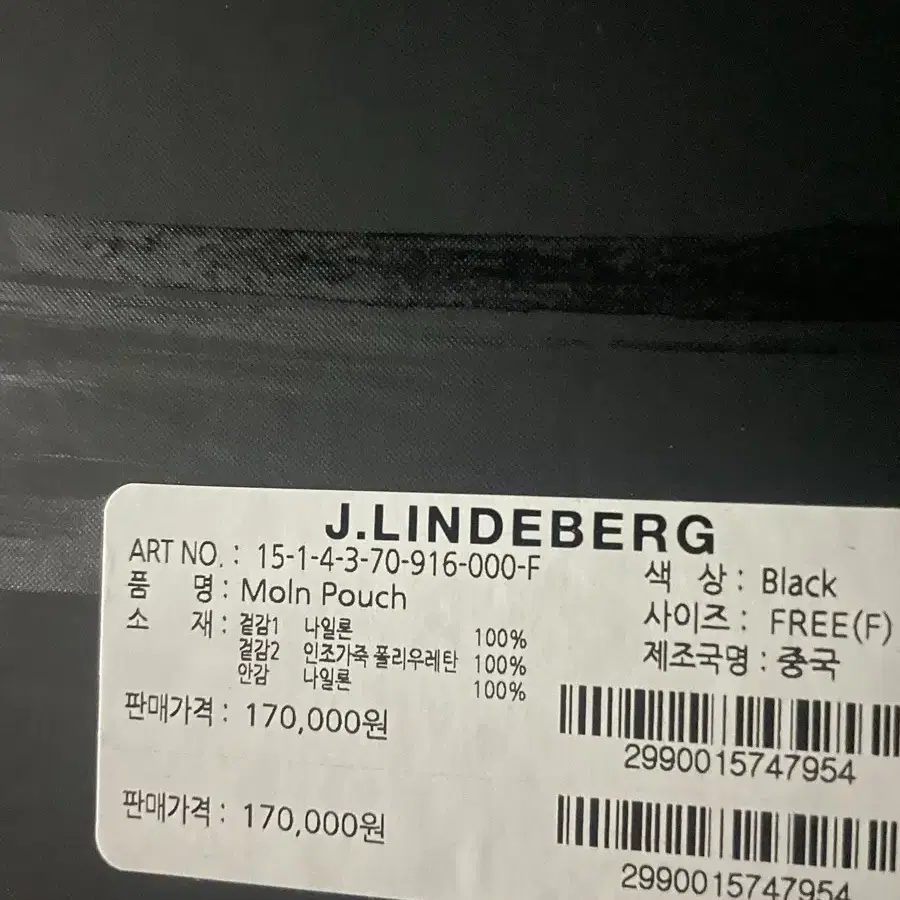 J.LINDEBERG
ART NO. : 15-1-4-3-70-916-000-F
품 명 : Moln Pouch
소 재 : 겉감1 나일론 100%
겉감2 인조가죽 폴리우레탄 100%
안감 나일론 100%
색 상 : Black
사이즈 : FREE(F)
제조국명 : 중국
판매가격 : 170,000원
2990015747954
판매가격 : 170,000원
2990015747954